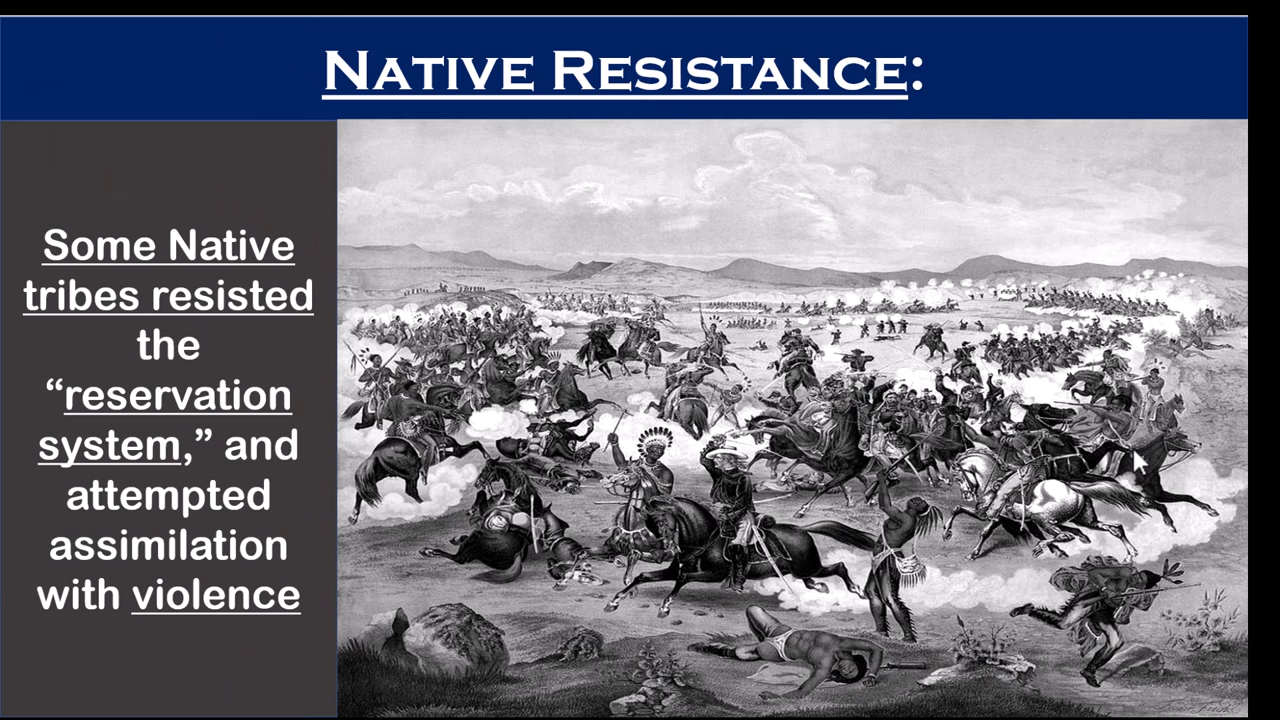 NATIVE RESISTANCE:
Some Native
tribes resisted
the
“reservation
system,” and
attempted
assimilation
with violence